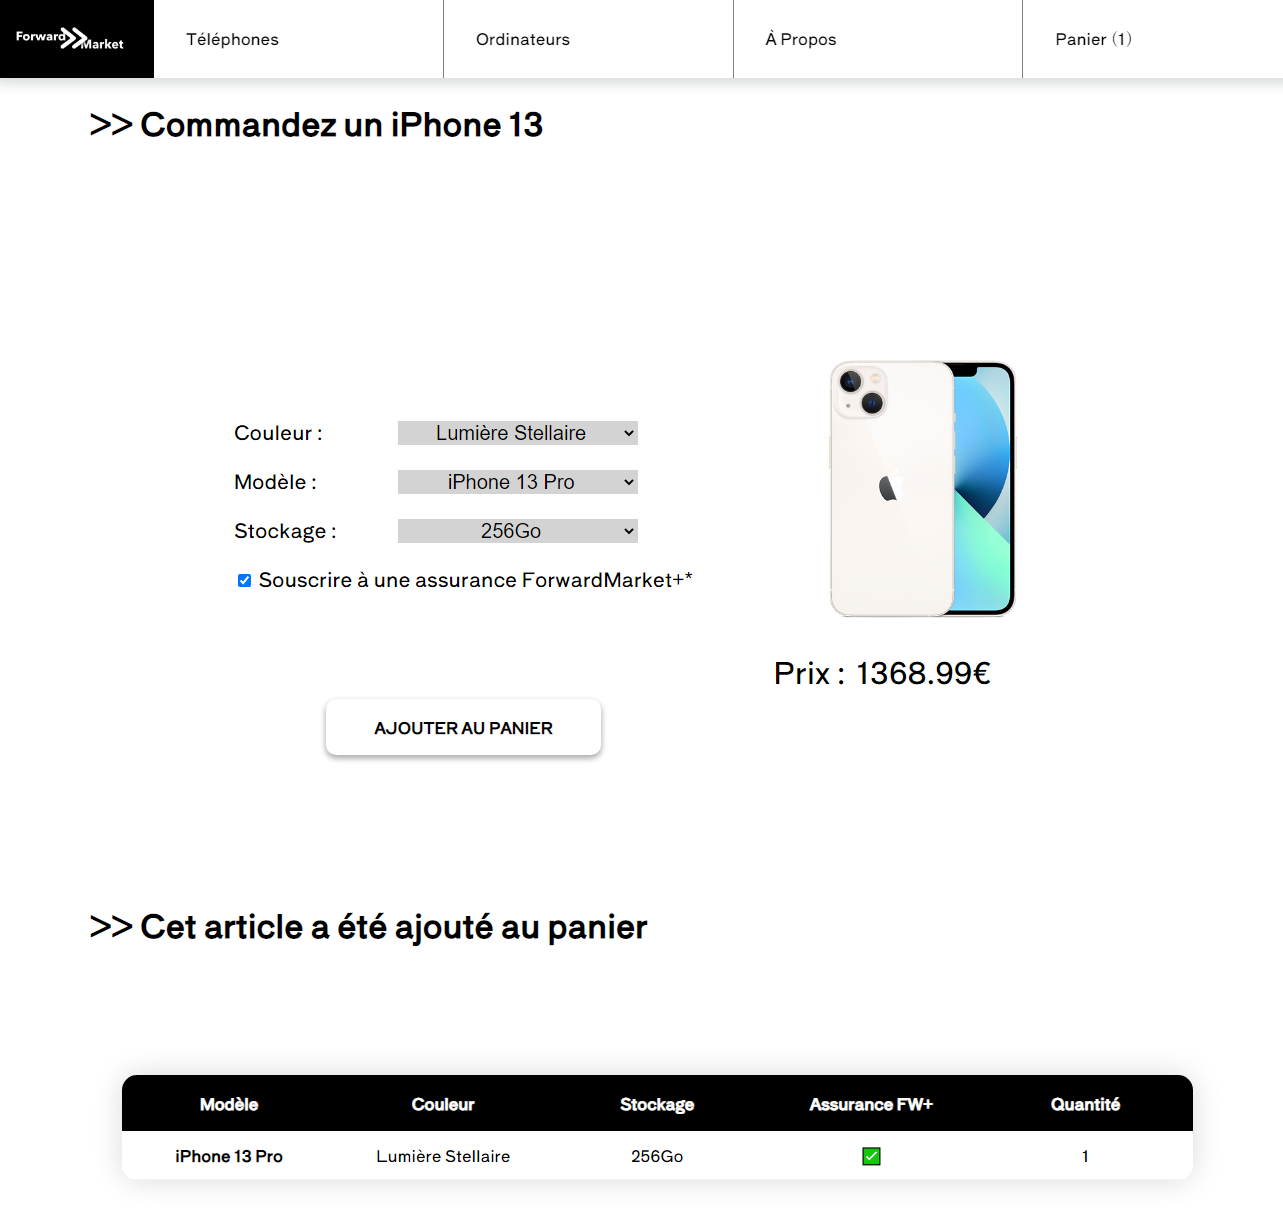 Forward Market
Téléphones
Ordinateurs
À Propos
Panier (1)
>> Commandez un iPhone 13
Couleur :
Lumière Stellaire
Modèle :
iPhone 13 Pro
Stockage :
256Go
Souscrire à une assurance ForwardMarket+*
Prix : 1368.99€
AJOUTER AU PANIER
>> Cet article a été ajouté au panier
Modèle Couleur Stockage Assurance FW+ Quantité
iPhone 13 Pro Lumière Stellaire 256Go ✅ 1